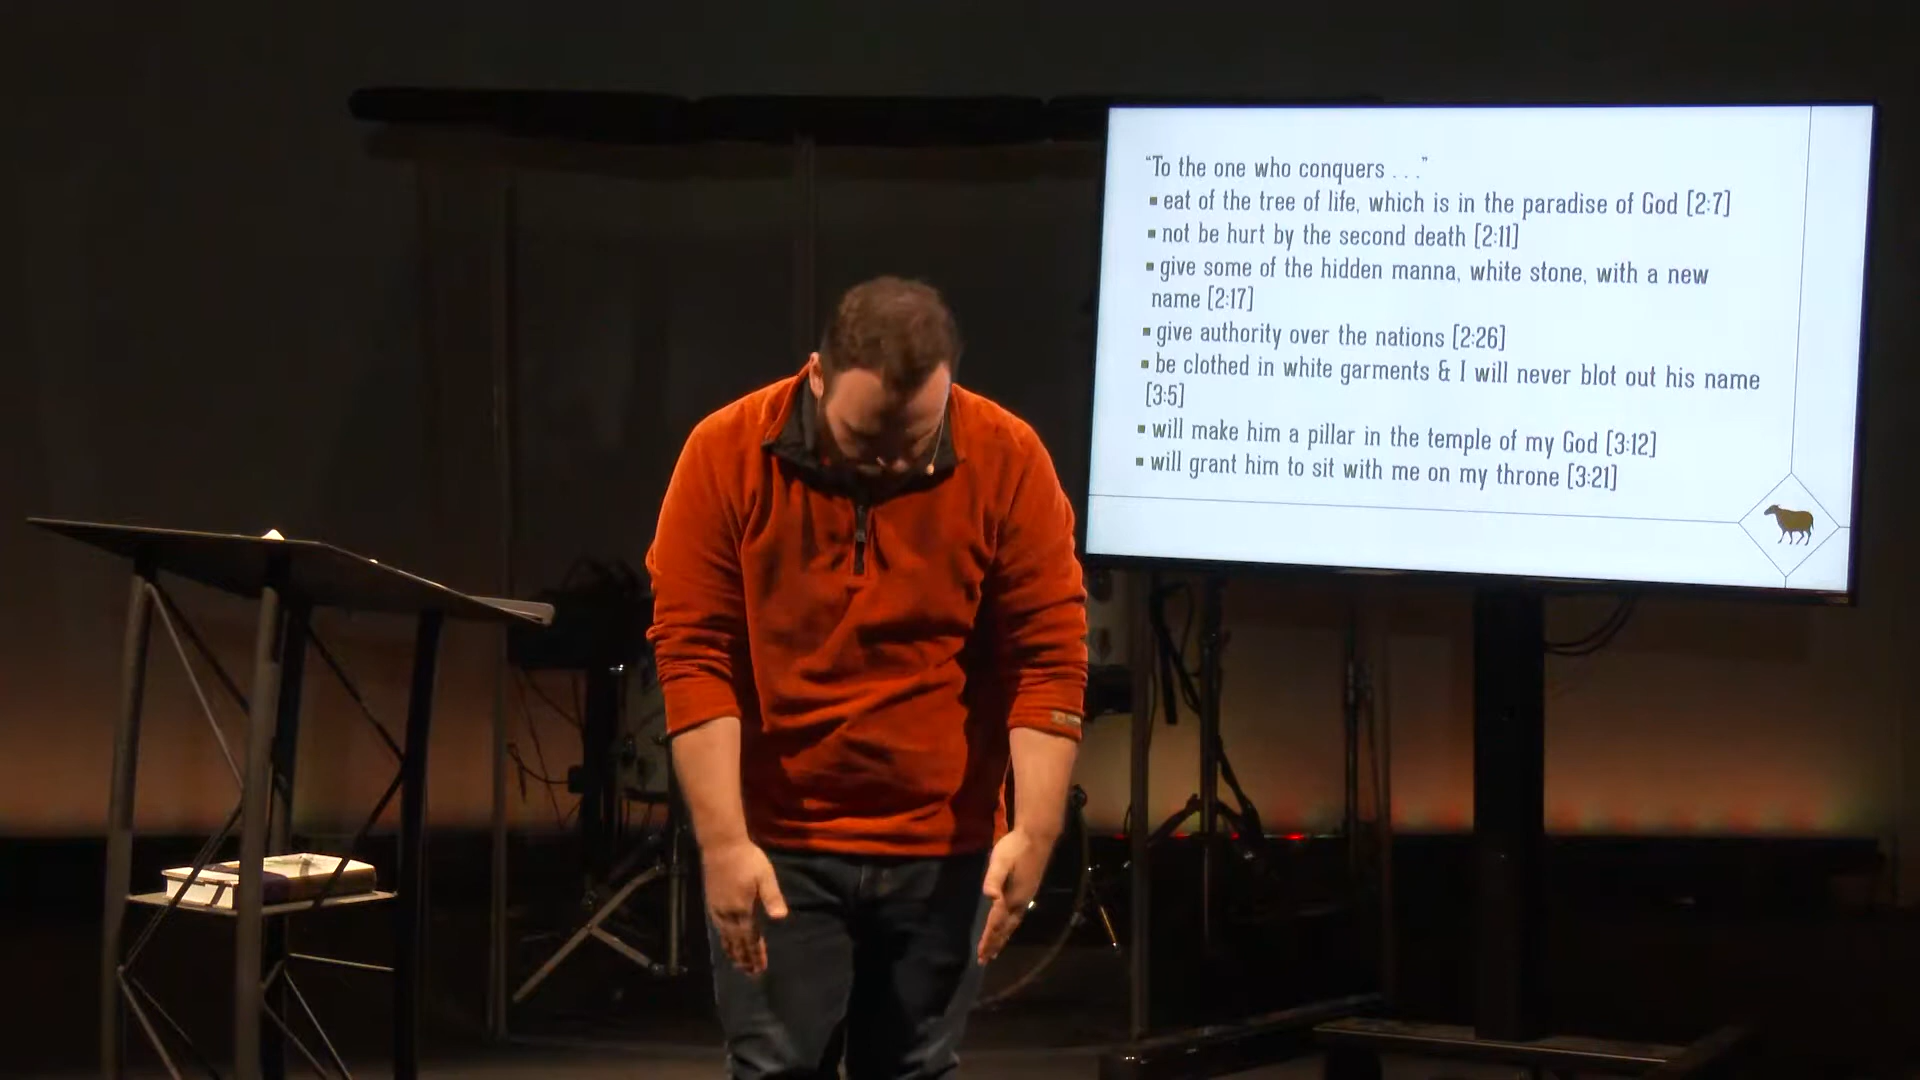 “To the one who conquers . . .”
▪ eat of the tree of life, which is in the paradise of God [2:7]
▪ not be hurt by the second death [2:11]
▪ give some of the hidden manna, white stone, with a new
name [2:17]
▪ give authority over the nations [2:26]
▪ be clothed in white garments & I will never blot out his name
[3:5]
▪ will make him a pillar in the temple of my God [3:12]
▪ will grant him to sit with me on my throne [3:21]